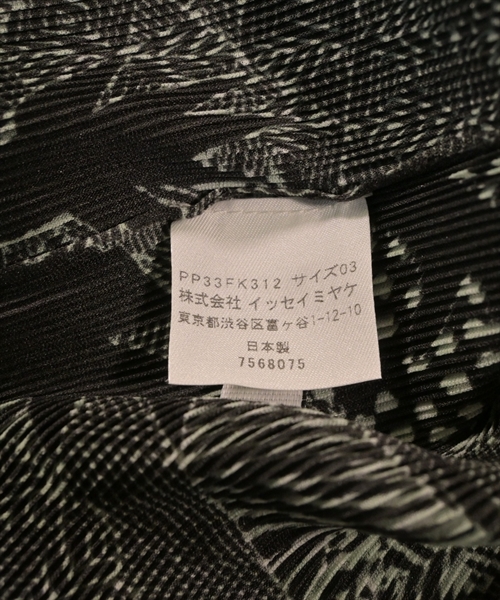 PP33FK312 サイズ03
株式会社 イッセイミヤケ
東京都渋谷区富ヶ谷1-12-10
日本製
7568075